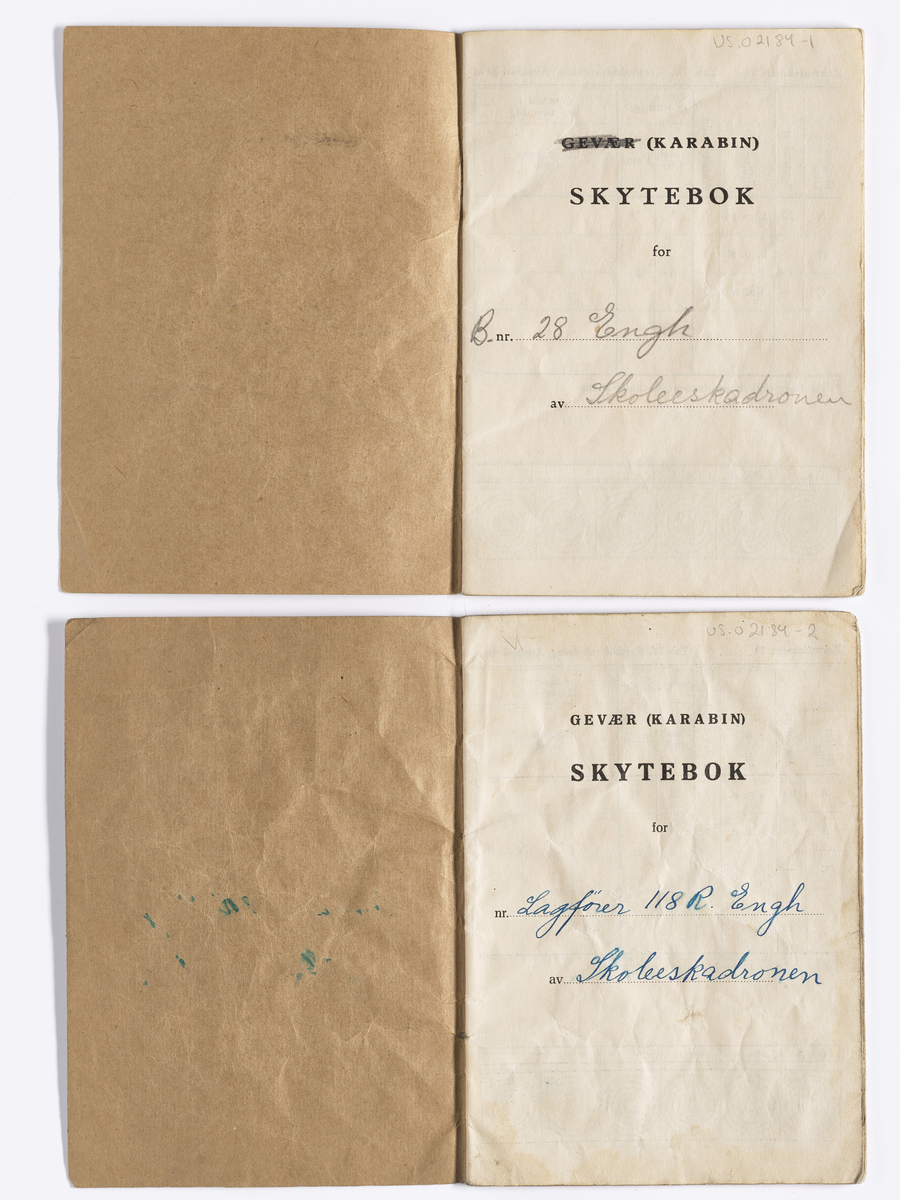 US.02184-1
GEVÆR (KARABIN)
SKYTEBOK
for
B. nr. 28 Engh
av Skoleeskadronen
US.02184-2
GEVÆR (KARABIN)
SKYTEBOK
for
nr. Lagfører 118 R. Engh
av Skoleeskadronen